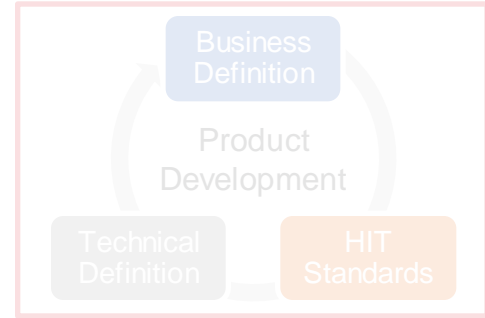 Business
Definition
Product
Development
Technical
Definition
HIT
Standards